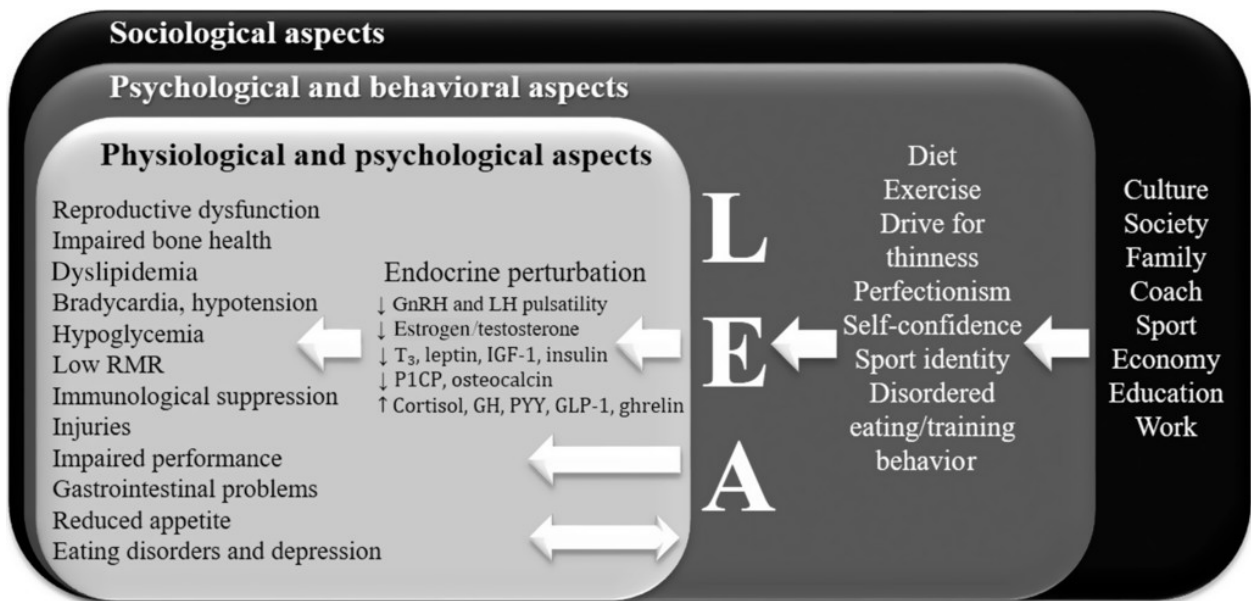 Sociological aspects
Psychological and behavioral aspects
Physiological and psychological aspects
Reproductive dysfunction
Impaired bone health
Dyslipidemia
Bradycardia, hypotension
Hypoglycemia
Low RMR
Immunological suppression
Injuries
Impaired performance
Gastrointestinal problems
Reduced appetite
Eating disorders and depression
Endocrine perturbation
↓ GnRH and LH pulsatility
↓ Estrogen/testosterone
↓ T₃, leptin, IGF-1, insulin
↓ P1CP, osteocalcin
↑ Cortisol, GH, PYY, GLP-1, ghrelin
L
E
A
Diet
Exercise
Drive for
thinness
Perfectionism
Self-confidence
Sport identity
Disordered
eating/training
behavior
Culture
Society
Family
Coach
Sport
Economy
Education
Work